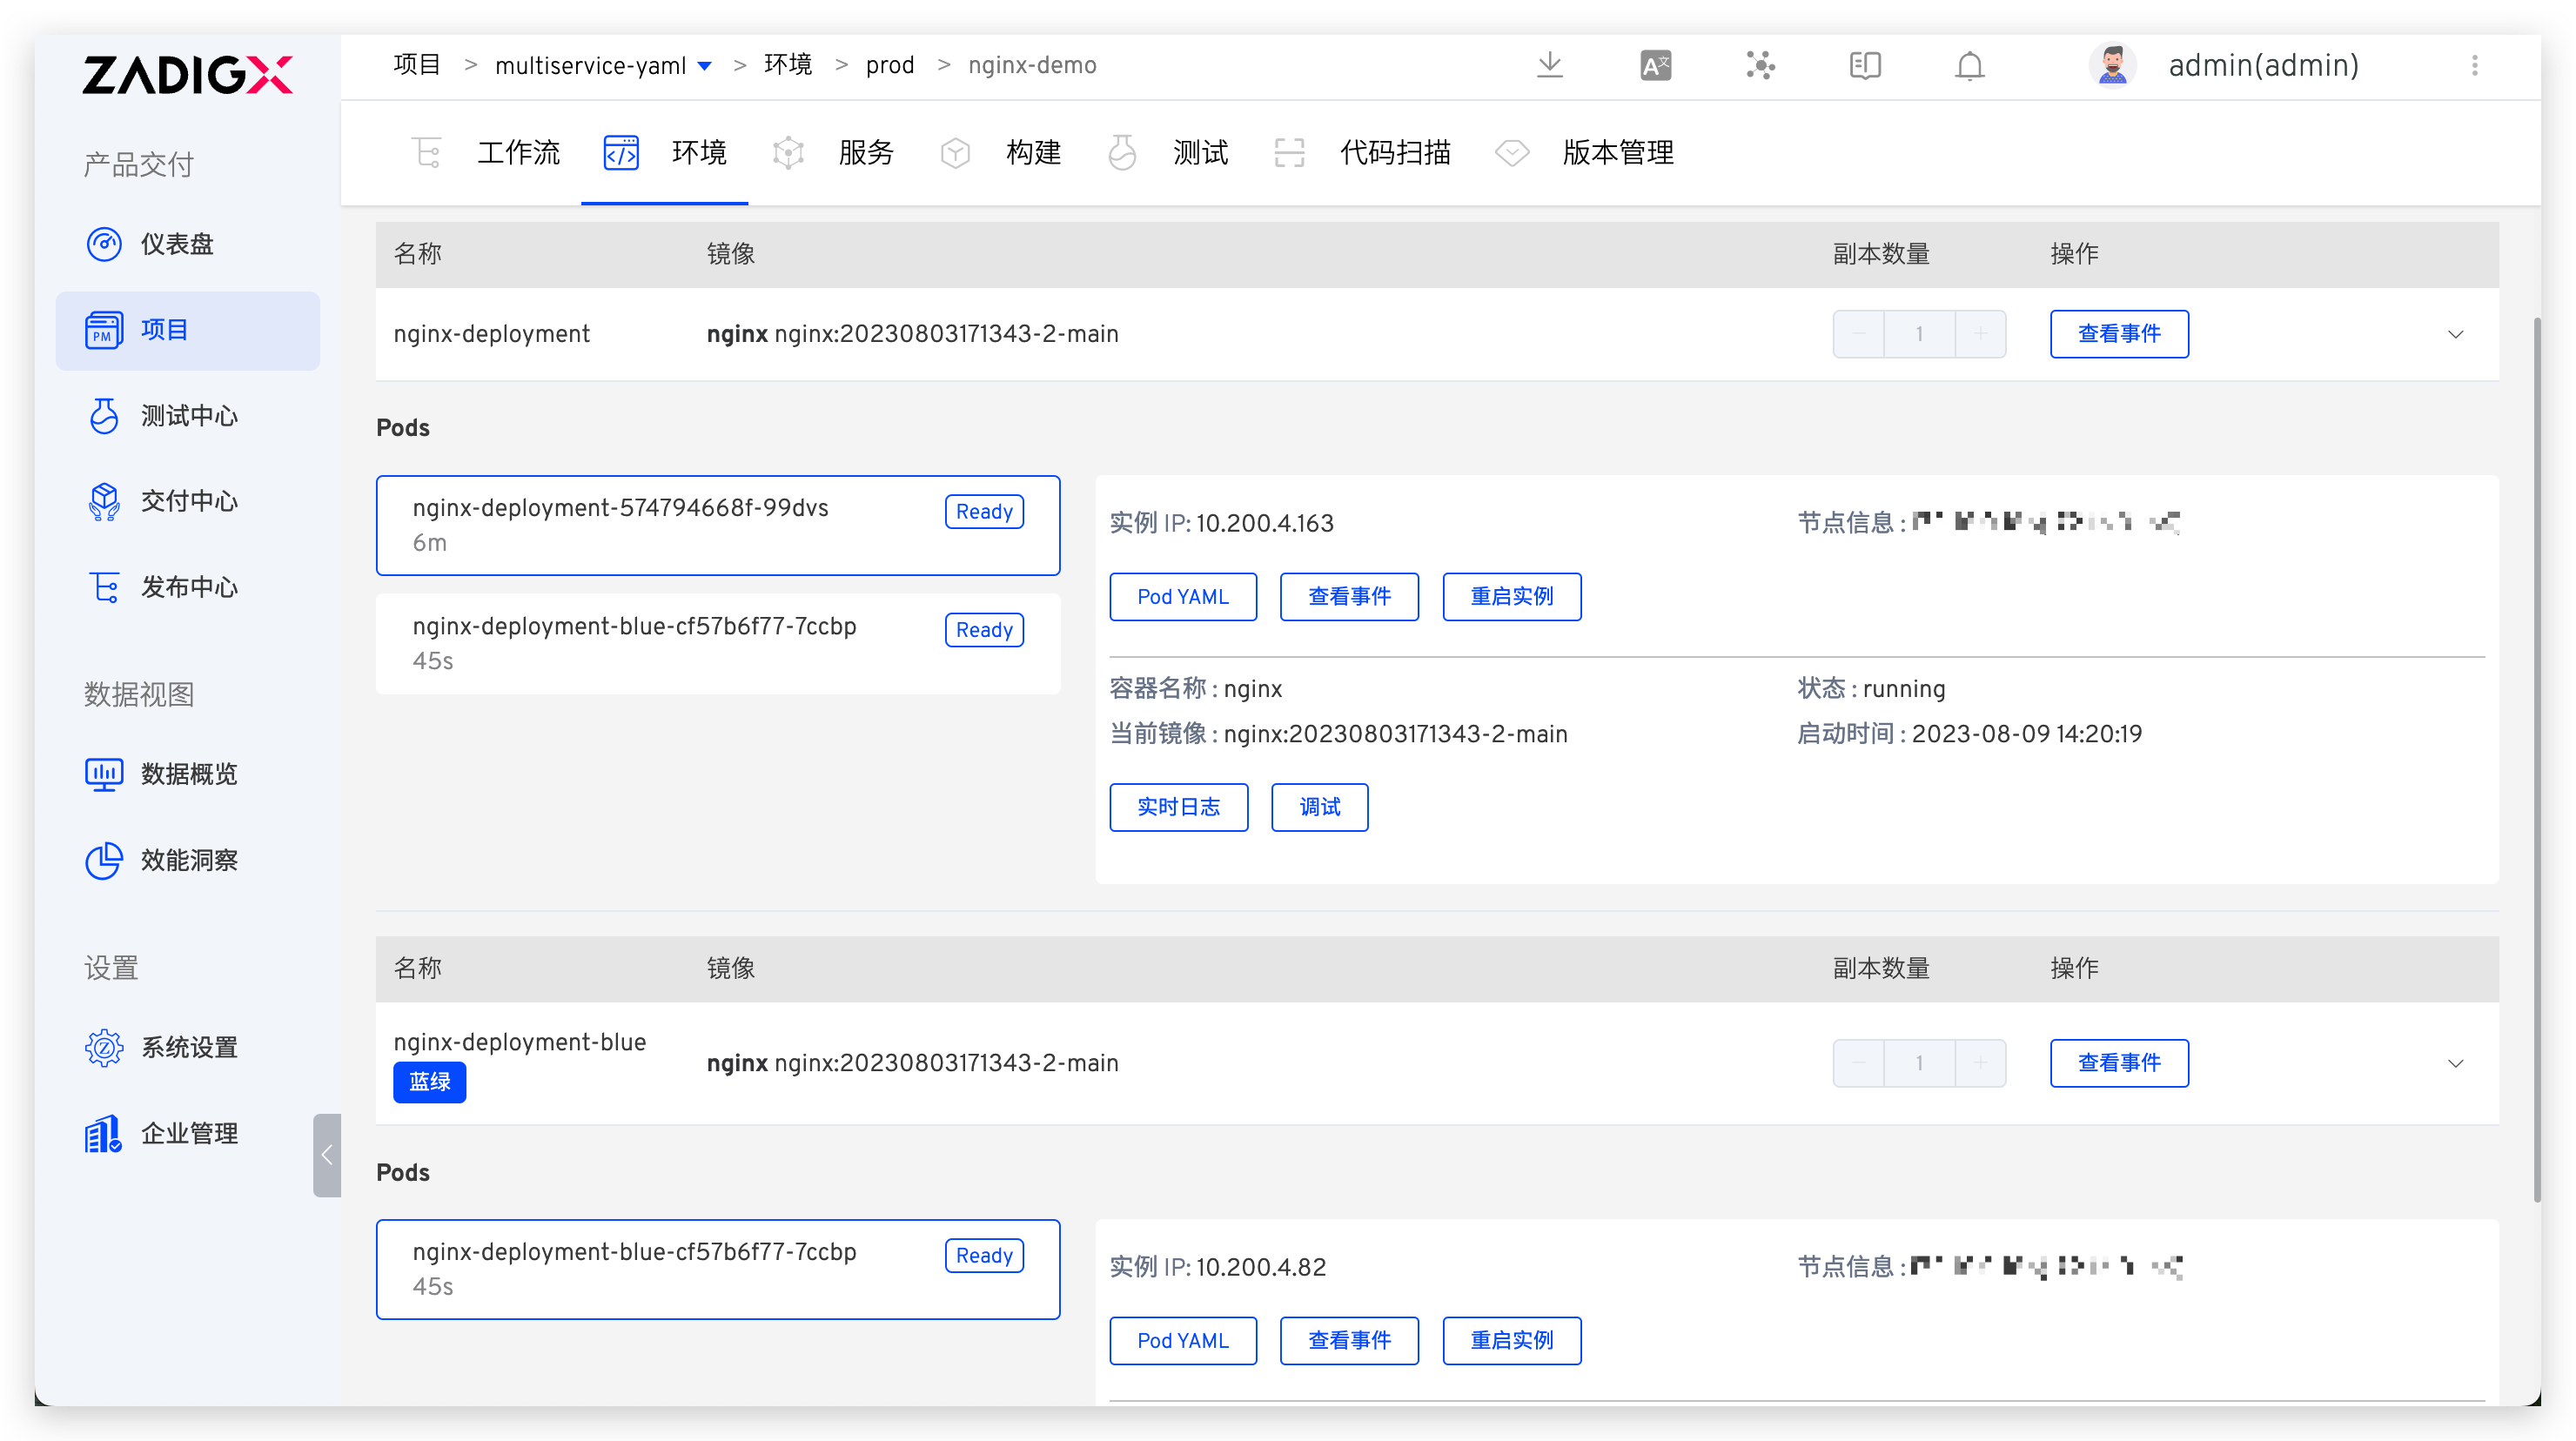 ZADIGX
项目 > multiservice-yaml > 环境 > prod > nginx-demo
admin(admin)
产品交付
仪表盘
项目
测试中心
交付中心
发布中心
数据视图
数据概览
效能洞察
设置
系统设置
企业管理
工作流 环境 服务 构建 测试 代码扫描 版本管理
名称 镜像 副本数量 操作
nginx-deployment nginx nginx:20230803171343-2-main 1 查看事件
Pods
nginx-deployment-574794668f-99dvs Ready
6m
nginx-deployment-blue-cf57b6f77-7ccbp Ready
45s
实例 IP: 10.200.4.163 节点信息 :
Pod YAML 查看事件 重启实例
容器名称 : nginx 状态 : running
当前镜像 : nginx:20230803171343-2-main 启动时间 : 2023-08-09 14:20:19
实时日志 调试
名称 镜像 副本数量 操作
nginx-deployment-blue
蓝绿
nginx nginx:20230803171343-2-main 1 查看事件
Pods
nginx-deployment-blue-cf57b6f77-7ccbp Ready
45s
实例 IP: 10.200.4.82 节点信息 :
Pod YAML 查看事件 重启实例